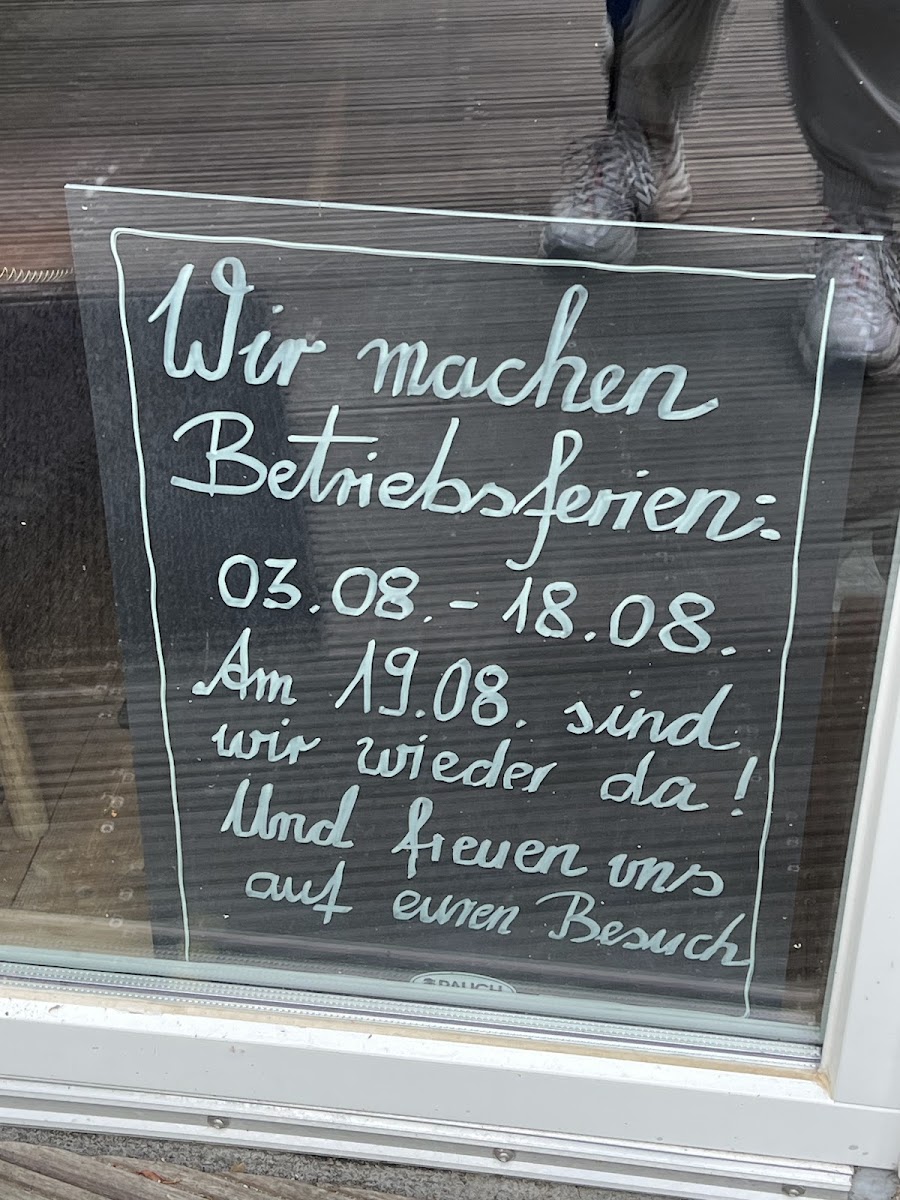 Wir machen
Betriebsferien:
03.08.- 18.08.
Am 19.08. sind
wir wieder da!
Und freuen uns
auf euren Besuch
RAUCH